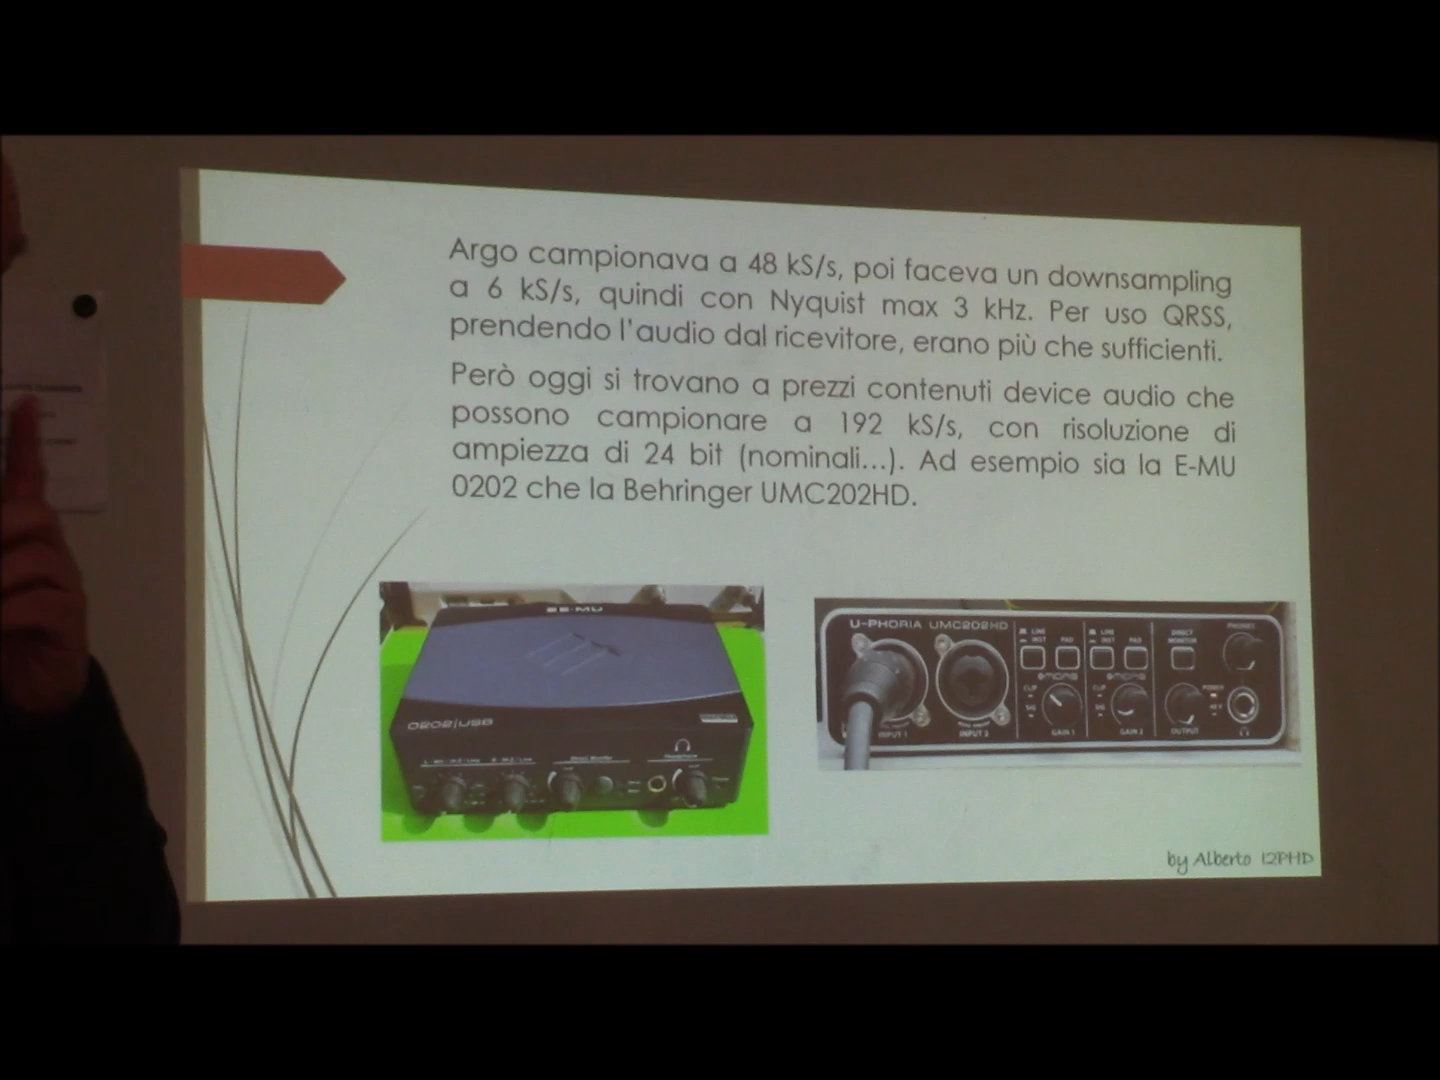 Argo campionava a 48 kS/s, poi faceva un downsampling
a 6 kS/s, quindi con Nyquist max 3 kHz. Per uso QRSS,
prendendo l'audio dal ricevitore, erano più che sufficienti.
Però oggi si trovano a prezzi contenuti device audio che
possono campionare a 192 kS/s, con risoluzione di
ampiezza di 24 bit (nominali...). Ad esempio sia la E-MU
0202 che la Behringer UMC202HD.
E-MU
0202|USB
U-PHORIA UMC202HD
LINE
INST
PAD
LINE
INST
PAD
DIRECT
MONITOR
PHONES
CLIP
SIG
CLIP
SIG
POWER
48 V
INPUT 1
INPUT 2
GAIN 1
GAIN 2
OUTPUT
by Alberto I2PHD